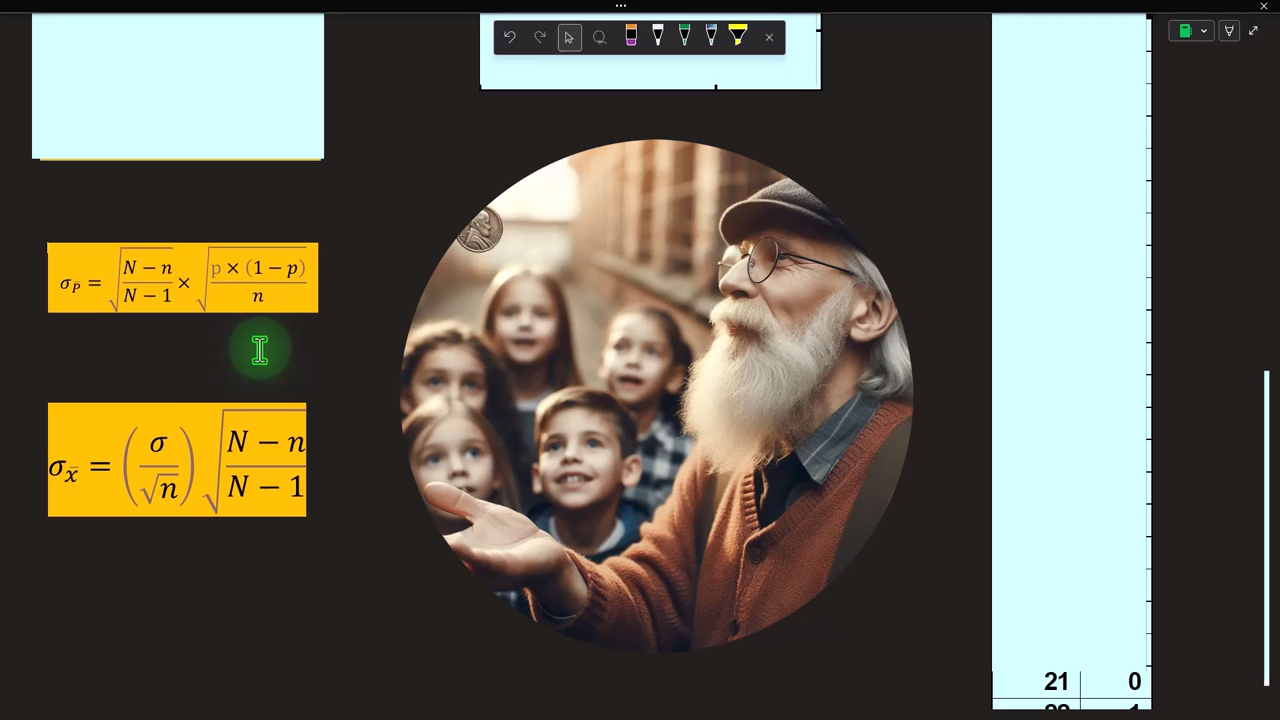 σ_P̄ = √((N − n)/(N − 1)) × √((p × (1 − p))/n)
σ_x̄ = (σ/√n) √((N − n)/(N − 1))
21 0